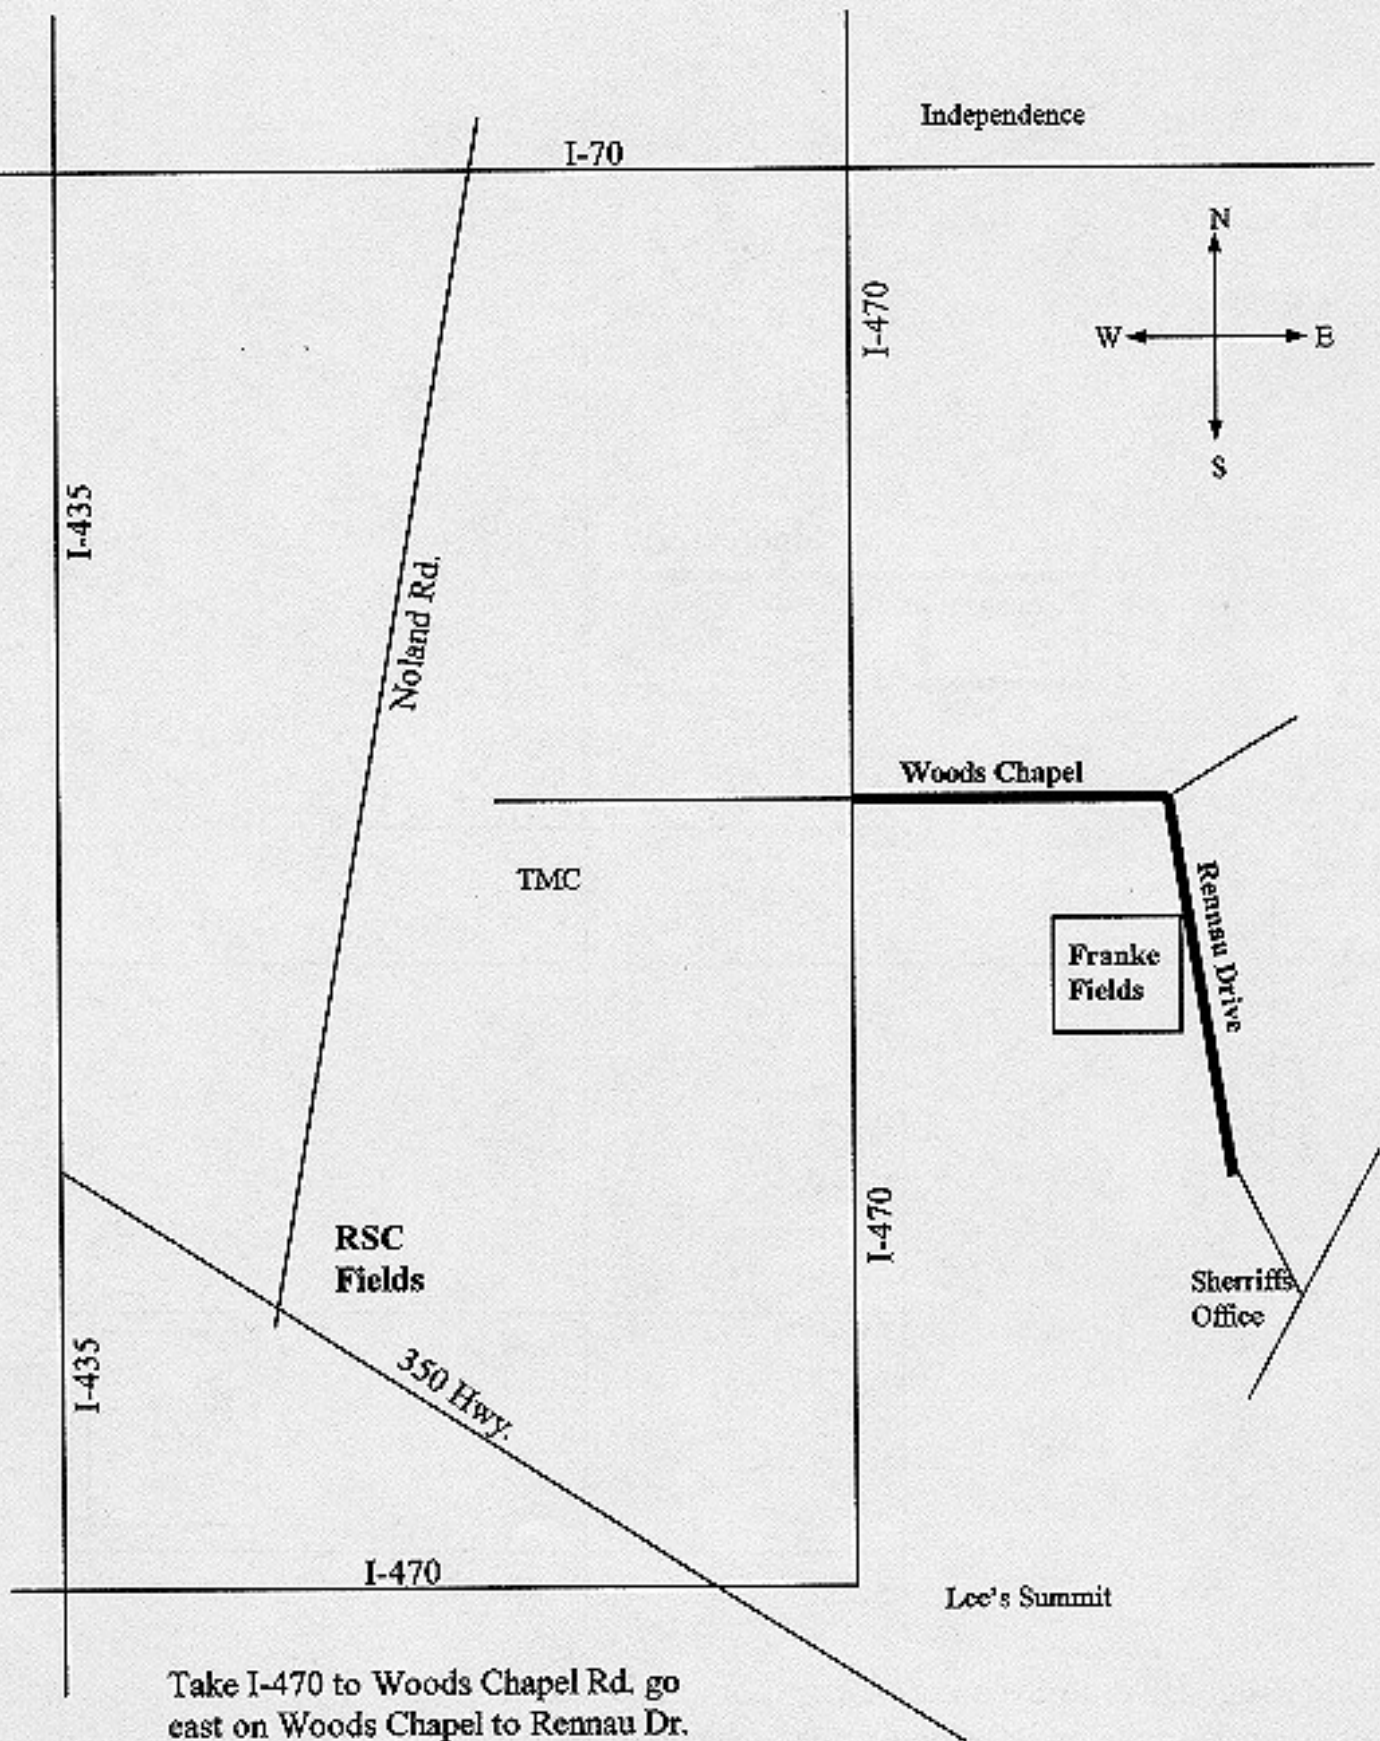 Independence
I-70
N
I-470
W
E
S
I-435
Noland Rd.
Woods Chapel
TMC
Rennau Drive
Franke
Fields
I-470
RSC
Fields
Sherriffs
Office
I-435
350 Hwy.
I-470
Lee's Summit
Take I-470 to Woods Chapel Rd. go
east on Woods Chapel to Rennau Dr.